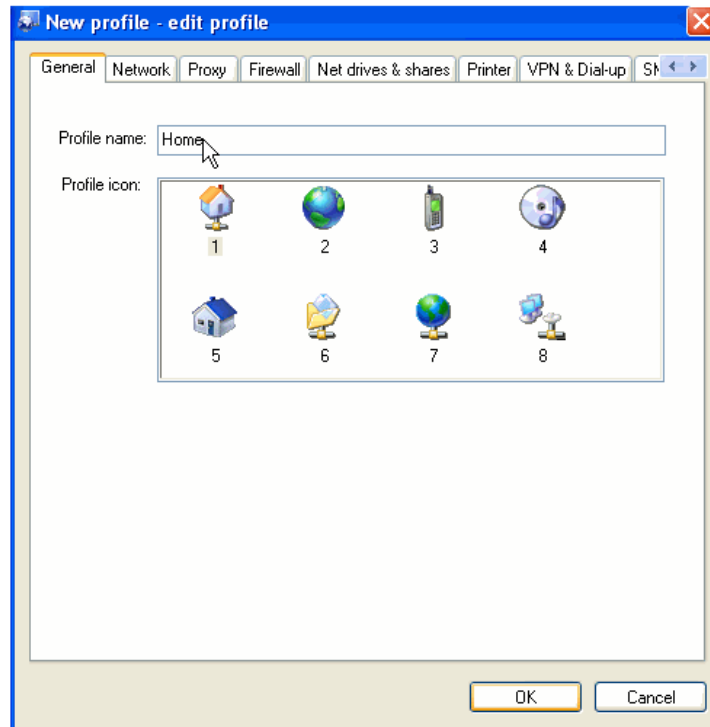 New profile - edit profile
General Network Proxy Firewall Net drives & shares Printer VPN & Dial-up
Profile name: Home
Profile icon:
1 2 3 4
5 6 7 8
OK Cancel